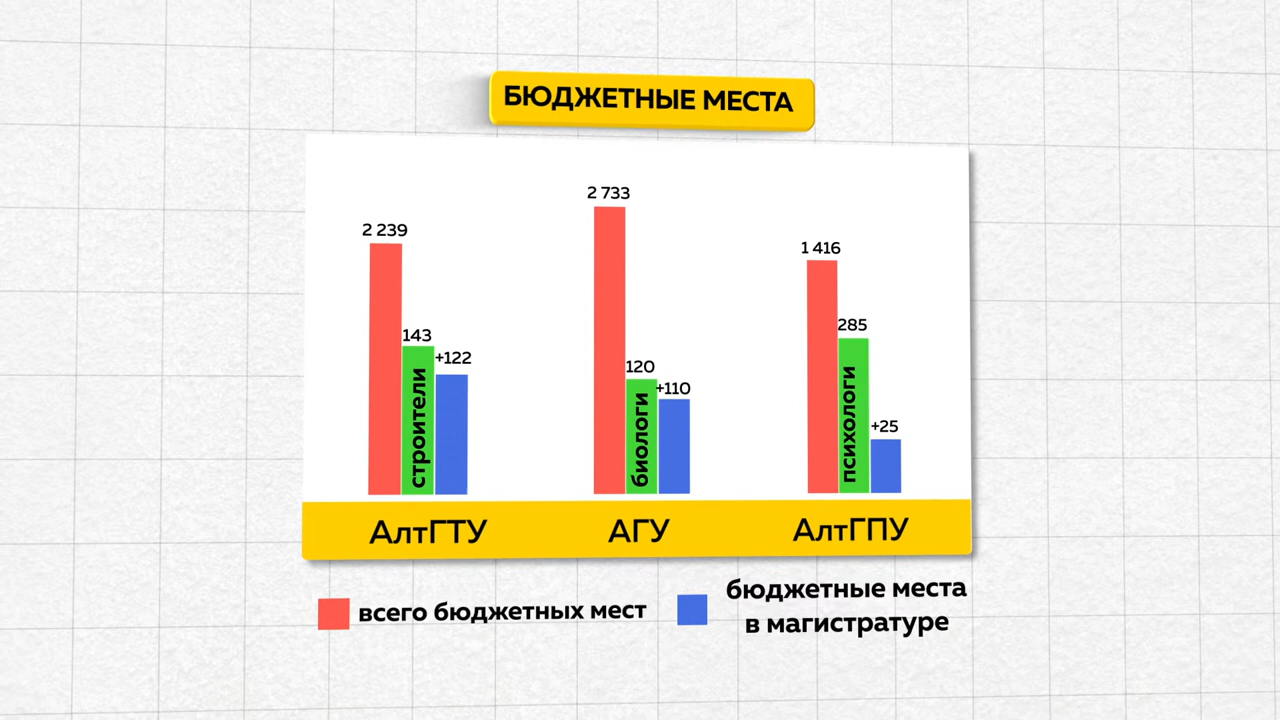 БЮДЖЕТНЫЕ МЕСТА
2 239
143
+122
строители
2 733
120
+110
биологи
1 416
285
+25
психологи
АлтГТУ
АГУ
АлтГПУ
всего бюджетных мест
бюджетные места
в магистратуре